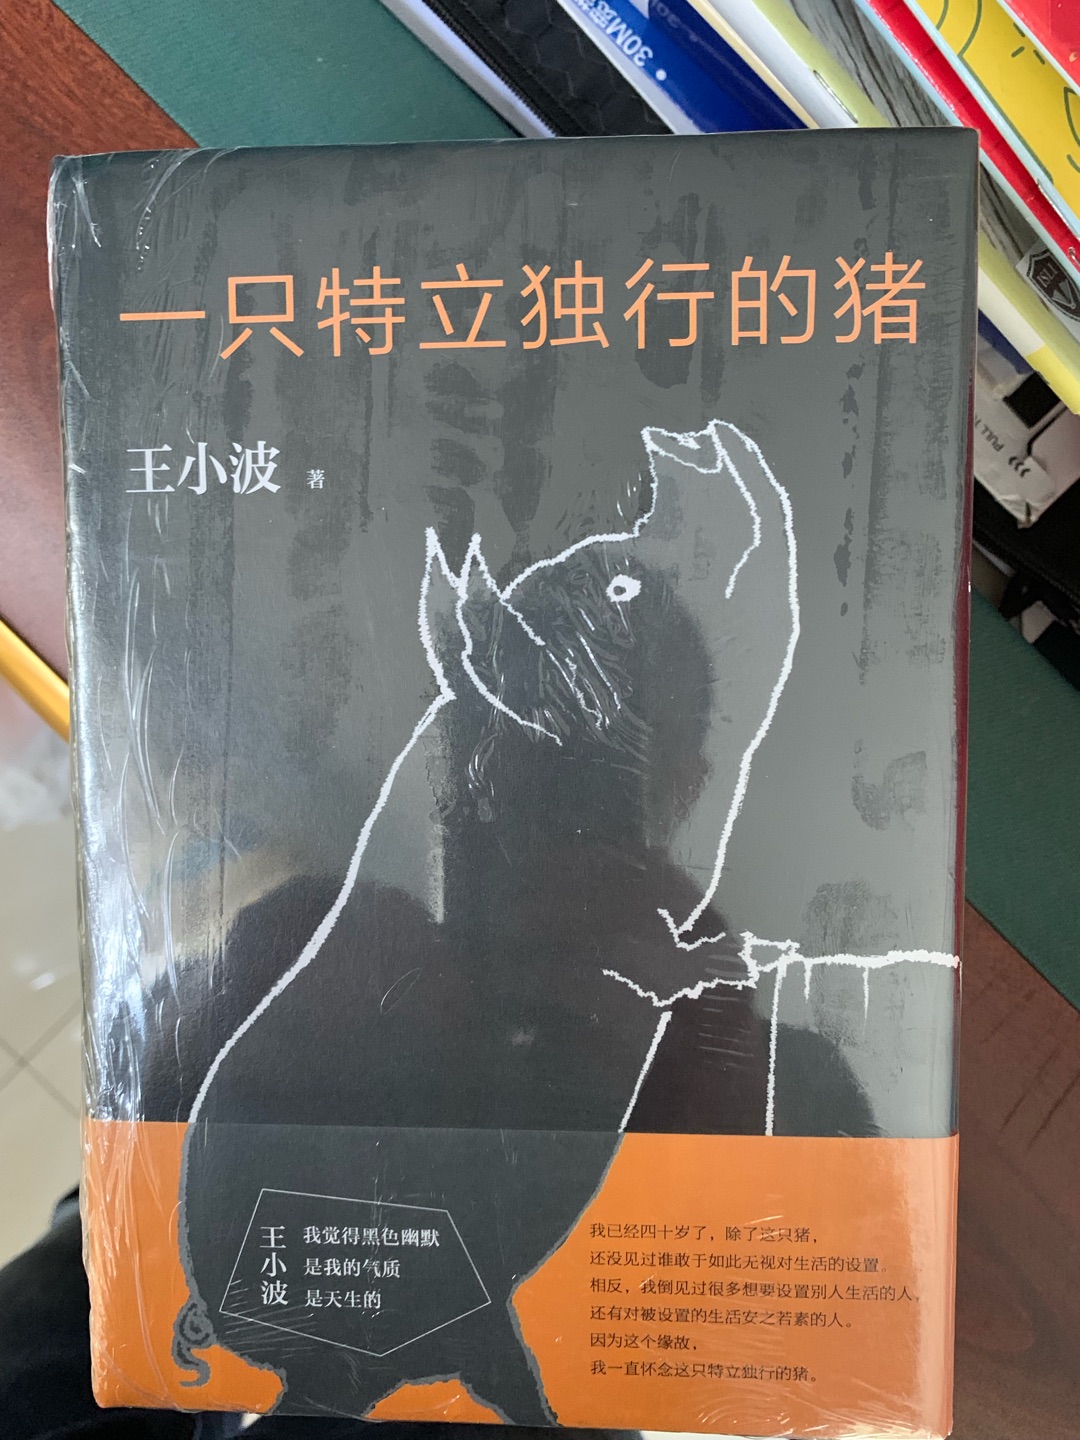 • 30M宽
一只特立独行的猪
王小波 著
王小波
我觉得黑色幽默
是我的气质
是天生的
我已经四十岁了，除了这只猪，
还没见过谁敢于如此无视对生活的设置。
相反，我倒见过很多想要设置别人生活的人，
还有对被设置的生活安之若素的人。
因为这个缘故，
我一直怀念这只特立独行的猪。
PULL